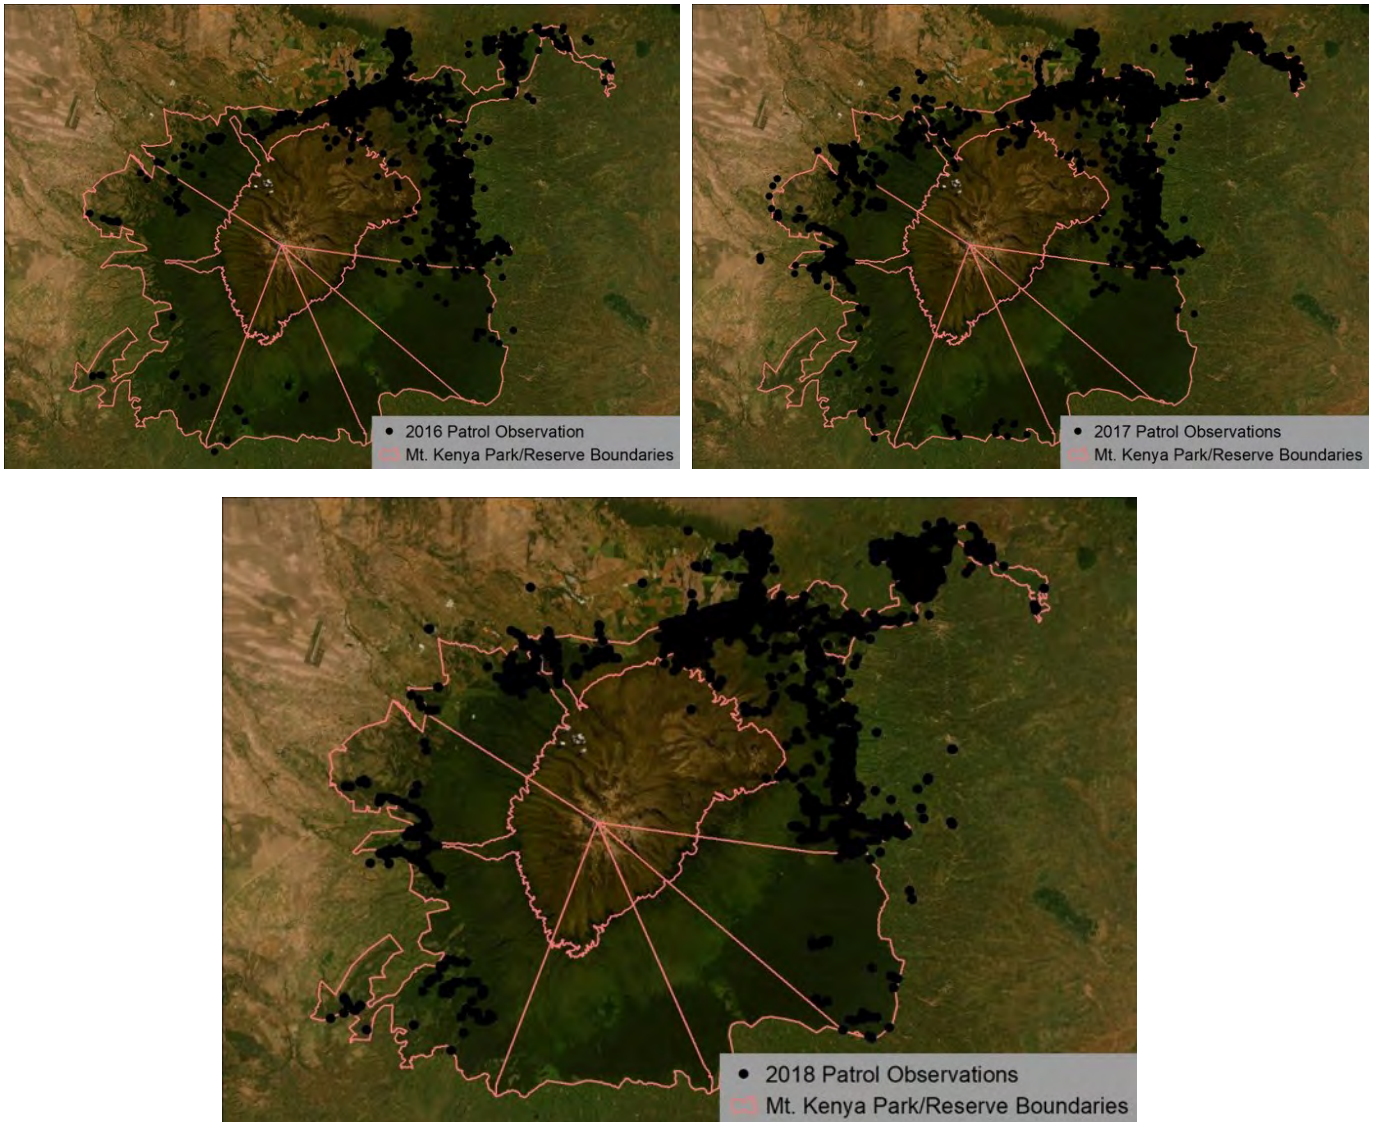 2016 Patrol Observation
Mt. Kenya Park/Reserve Boundaries
2017 Patrol Observations
Mt. Kenya Park/Reserve Boundaries
2018 Patrol Observations
Mt. Kenya Park/Reserve Boundaries